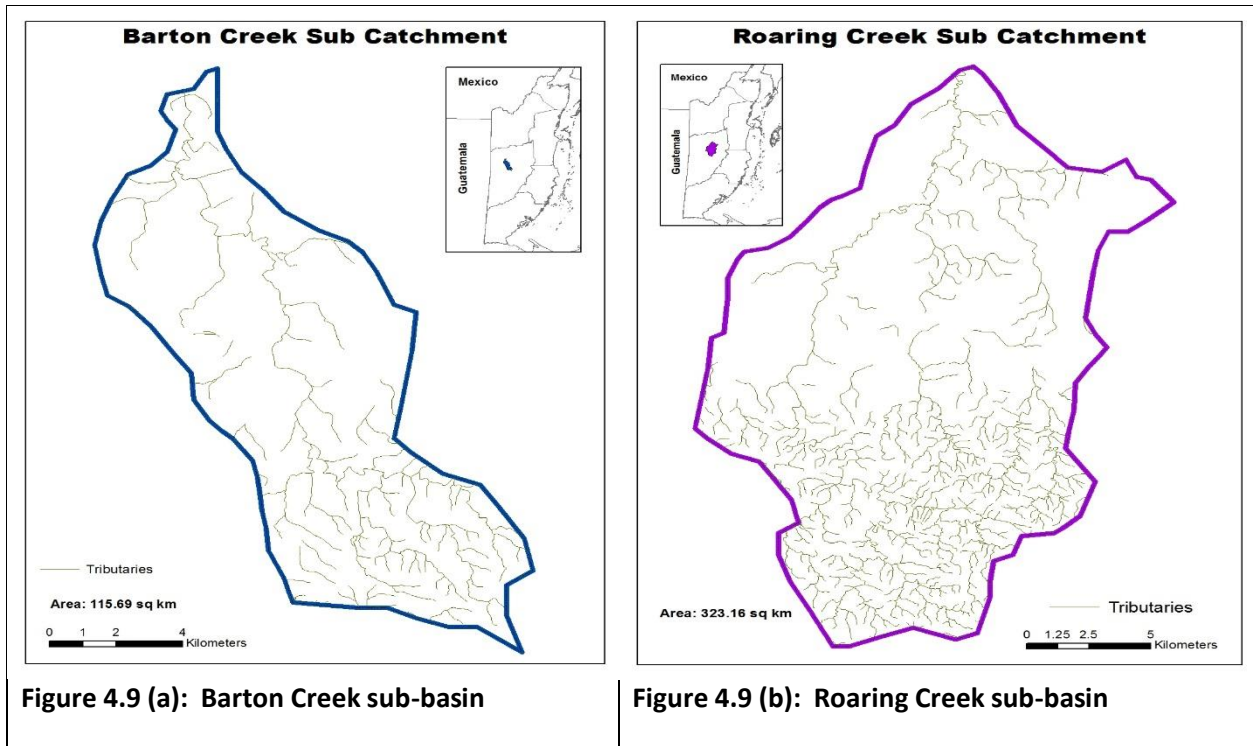 Barton Creek Sub Catchment
Mexico
Guatemala
Tributaries
Area: 115.69 sq km
0 1 2 4
Kilometers
Figure 4.9 (a): Barton Creek sub-basin
Roaring Creek Sub Catchment
Mexico
Guatemala
Area: 323.16 sq km
Tributaries
0 1.25 2.5 5
Kilometers
Figure 4.9 (b): Roaring Creek sub-basin